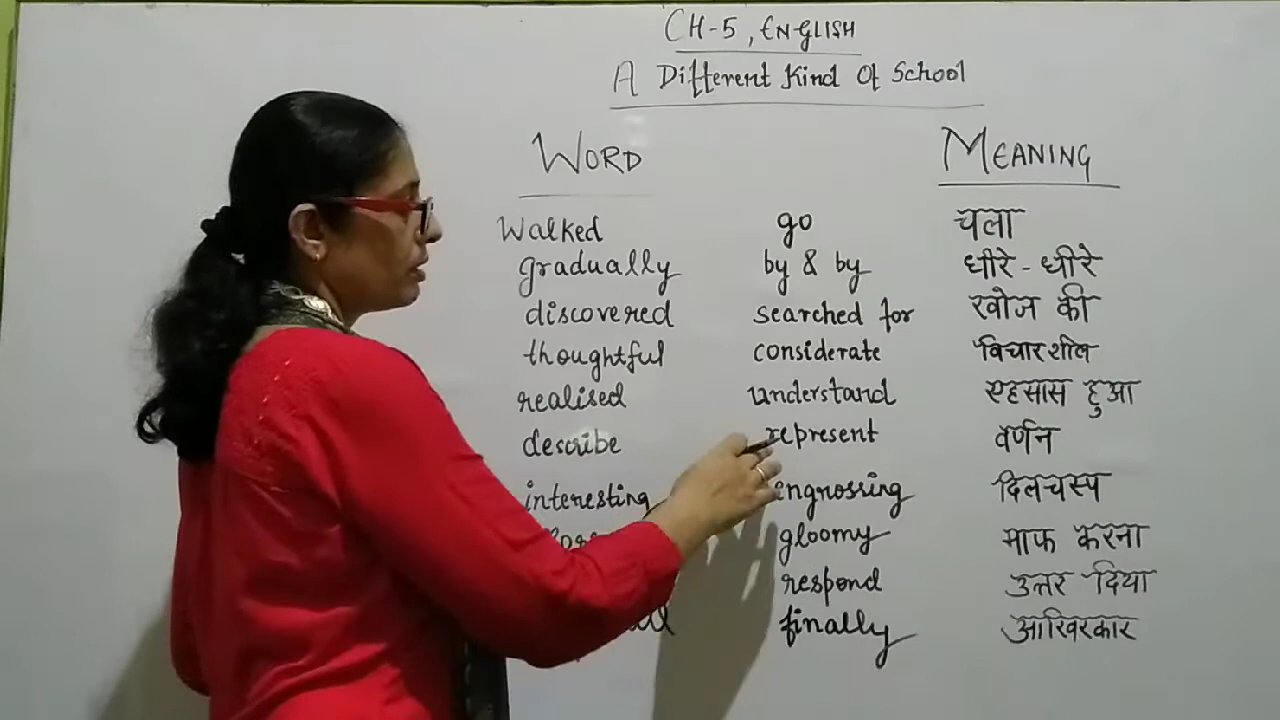 CH-5, ENGLISH
A Different Kind Of School
WORD MEANING
Walked go चला
gradually by & by धीरे-धीरे
discovered searched for खोज की
thoughtful considerate विचारशील
realised understand एहसास हुआ
describe represent वर्णन
interesting engrossing दिलचस्प
gloomy माफ करना
respond उत्तर दिया
finally आखिरकार